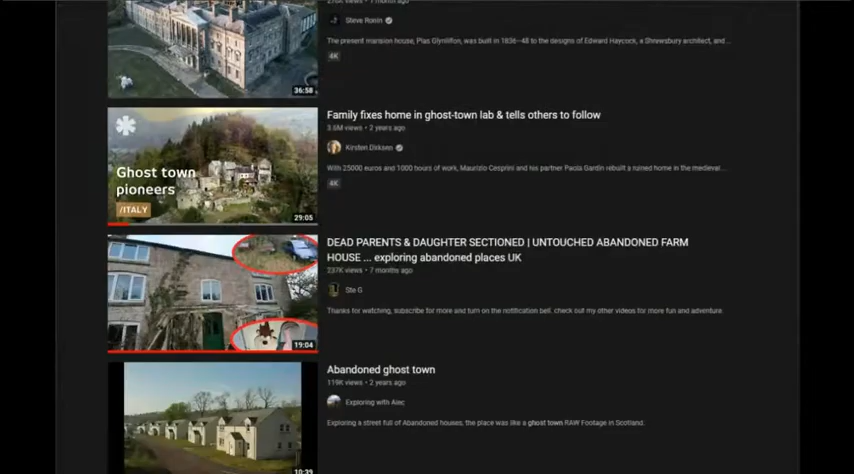 276K views • 1 month ago
Steve Ronin
The present mansion house, Plas Glynllifon, was built in 1836–48 to the designs of Edward Haycock, a Shrewsbury architect, and...
4K
36:58
Family fixes home in ghost-town lab & tells others to follow
3.6M views • 2 years ago
Kirsten Dirksen
Ghost town
pioneers
/ITALY
29:05
With 25000 euros and 1000 hours of work, Maurizio Cesprini and his partner Paola Gardin rebuilt a ruined home in the medieval...
4K
DEAD PARENTS & DAUGHTER SECTIONED | UNTOUCHED ABANDONED FARM
HOUSE ... exploring abandoned places UK
237K views • 7 months ago
Ste G
Thanks for watching, subscribe for more and turn on the notification bell. check out my other videos for more fun and adventure.
19:04
Abandoned ghost town
119K views • 2 years ago
Exploring with Alec
Exploring a street full of Abandoned houses, the place was like a ghost town RAW Footage in Scotland.
10:39